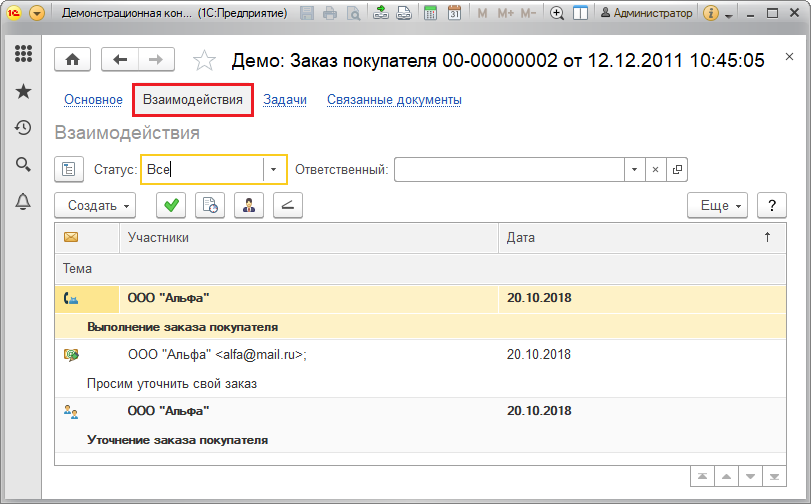 Демонстрационная кон... (1С:Предприятие) M M+ M- Администратор
Демо: Заказ покупателя 00-00000002 от 12.12.2011 10:45:05
Основное Взаимодействия Задачи Связанные документы
Взаимодействия
Статус: Все Ответственный:
Создать Еще ?
Участники Дата
Тема
ООО "Альфа" 20.10.2018
Выполнение заказа покупателя
ООО "Альфа" <alfa@mail.ru>; 20.10.2018
Просим уточнить свой заказ
ООО "Альфа" 20.10.2018
Уточнение заказа покупателя